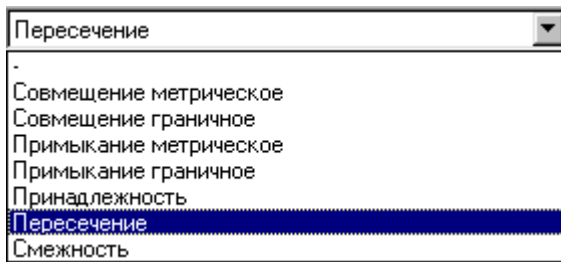 Пересечение
-
Совмещение метрическое
Совмещение граничное
Примыкание метрическое
Примыкание граничное
Принадлежность
Пересечение
Смежность